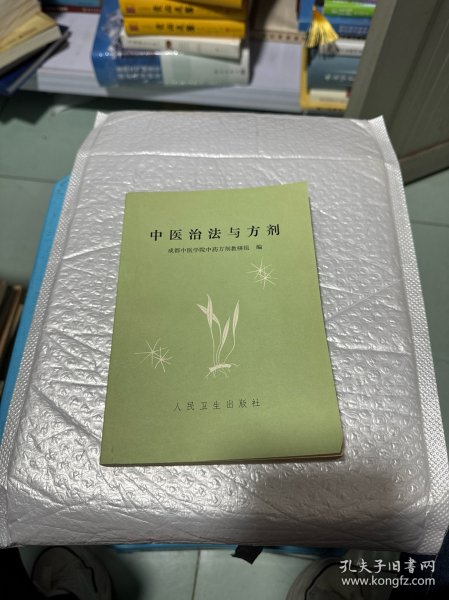 中医治法与方剂
成都中医学院中药方剂教研组 编
人民卫生出版社
孔夫子旧书网
www.kongfz.com